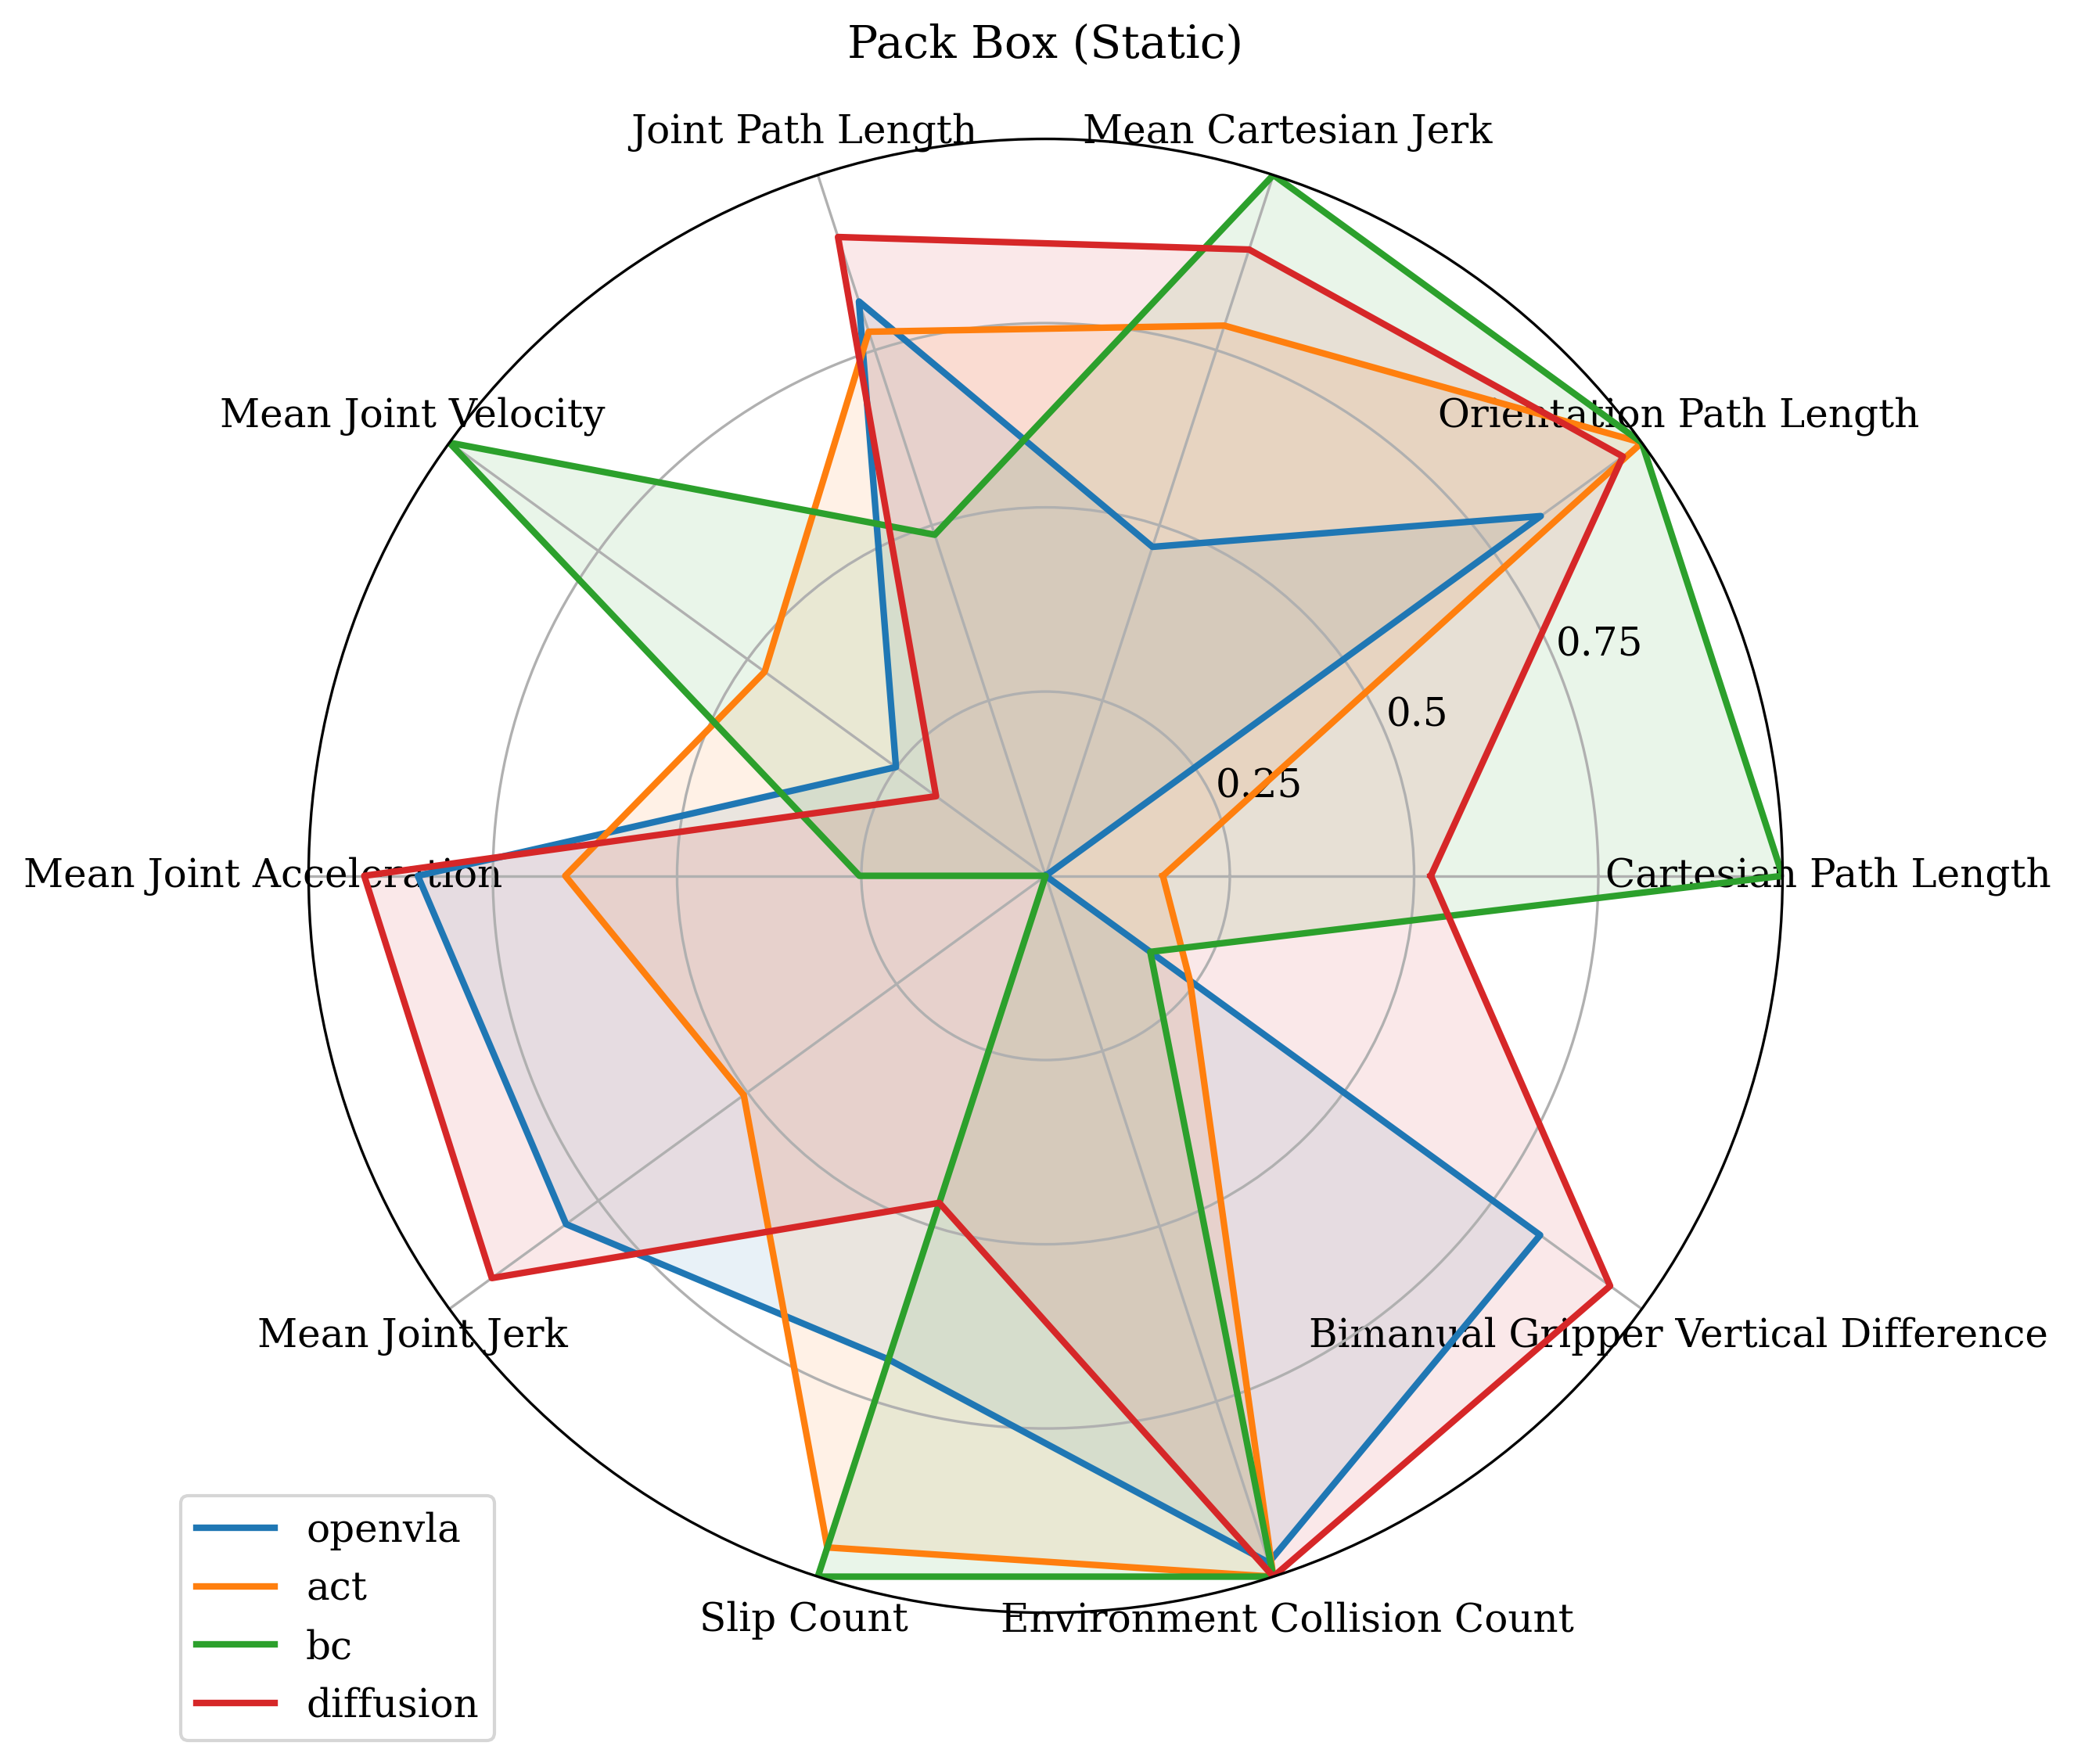 Pack Box (Static)
Joint Path Length
Mean Cartesian Jerk
Mean Joint Velocity
Orientation Path Length
0.75
0.5
0.25
Mean Joint Acceleration
Cartesian Path Length
Mean Joint Jerk
Bimanual Gripper Vertical Difference
Slip Count
Environment Collision Count
openvla
act
bc
diffusion